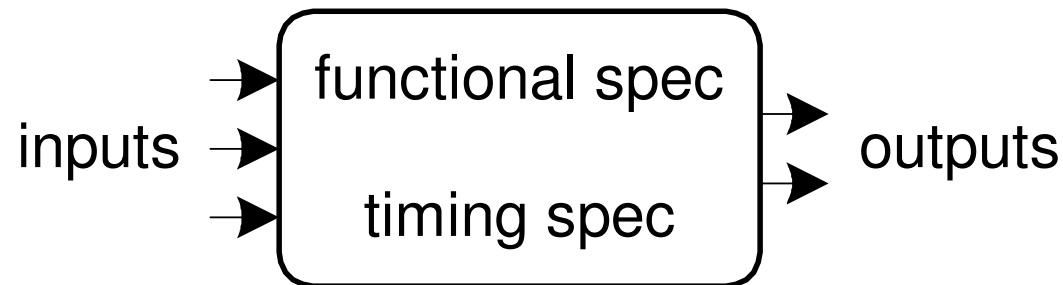 functional spec
inputs
outputs
timing spec